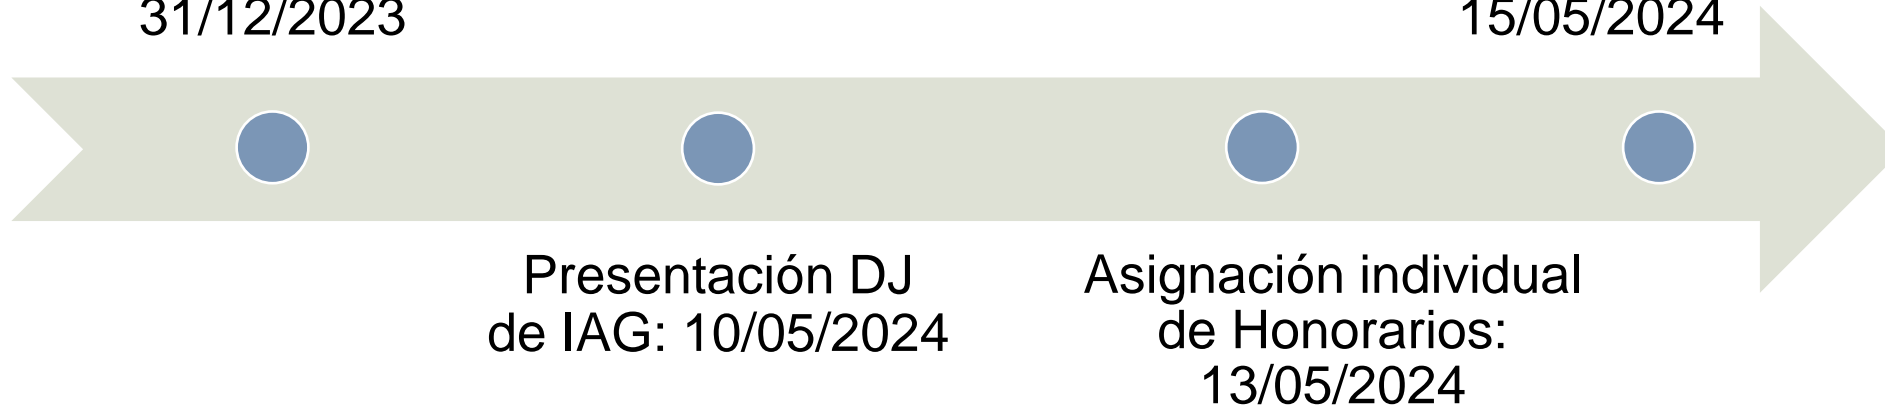 31/12/2023
15/05/2024
Presentación DJ
de IAG: 10/05/2024
Asignación individual
de Honorarios:
13/05/2024